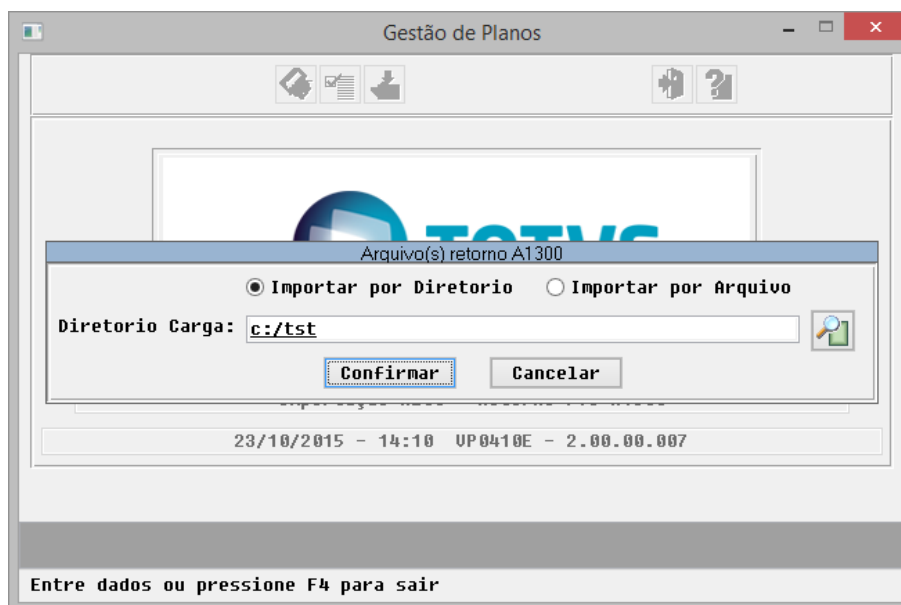 Gestão de Planos
TOTVS
Arquivo(s) retorno A1300
Importar por Diretorio Importar por Arquivo
Diretorio Carga: c:/tst
Confirmar Cancelar
23/10/2015 - 14:10 VP0410E - 2.00.00.007
Entre dados ou pressione F4 para sair